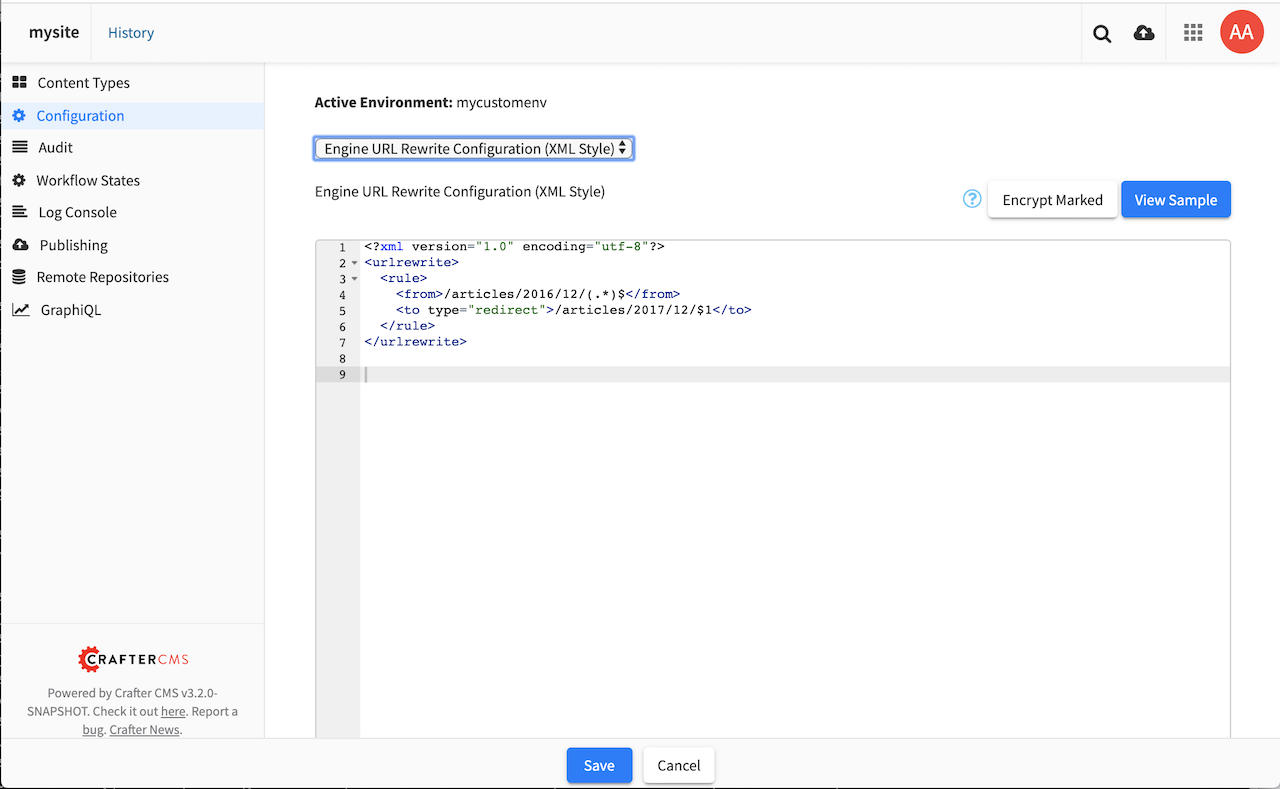 mysite
History
AA
Content Types
Configuration
Audit
Workflow States
Log Console
Publishing
Remote Repositories
GraphiQL
Active Environment: mycustomenv
Engine URL Rewrite Configuration (XML Style)
Engine URL Rewrite Configuration (XML Style)
?
Encrypt Marked
View Sample
1 <?xml version="1.0" encoding="utf-8"?>
2 <urlrewrite>
3   <rule>
4     <from>/articles/2016/12/(.*)$</from>
5     <to type="redirect">/articles/2017/12/$1</to>
6   </rule>
7 </urlrewrite>
8
9
CRAFTERCMS
Powered by Crafter CMS v3.2.0-
SNAPSHOT. Check it out here. Report a
bug. Crafter News.
Save
Cancel